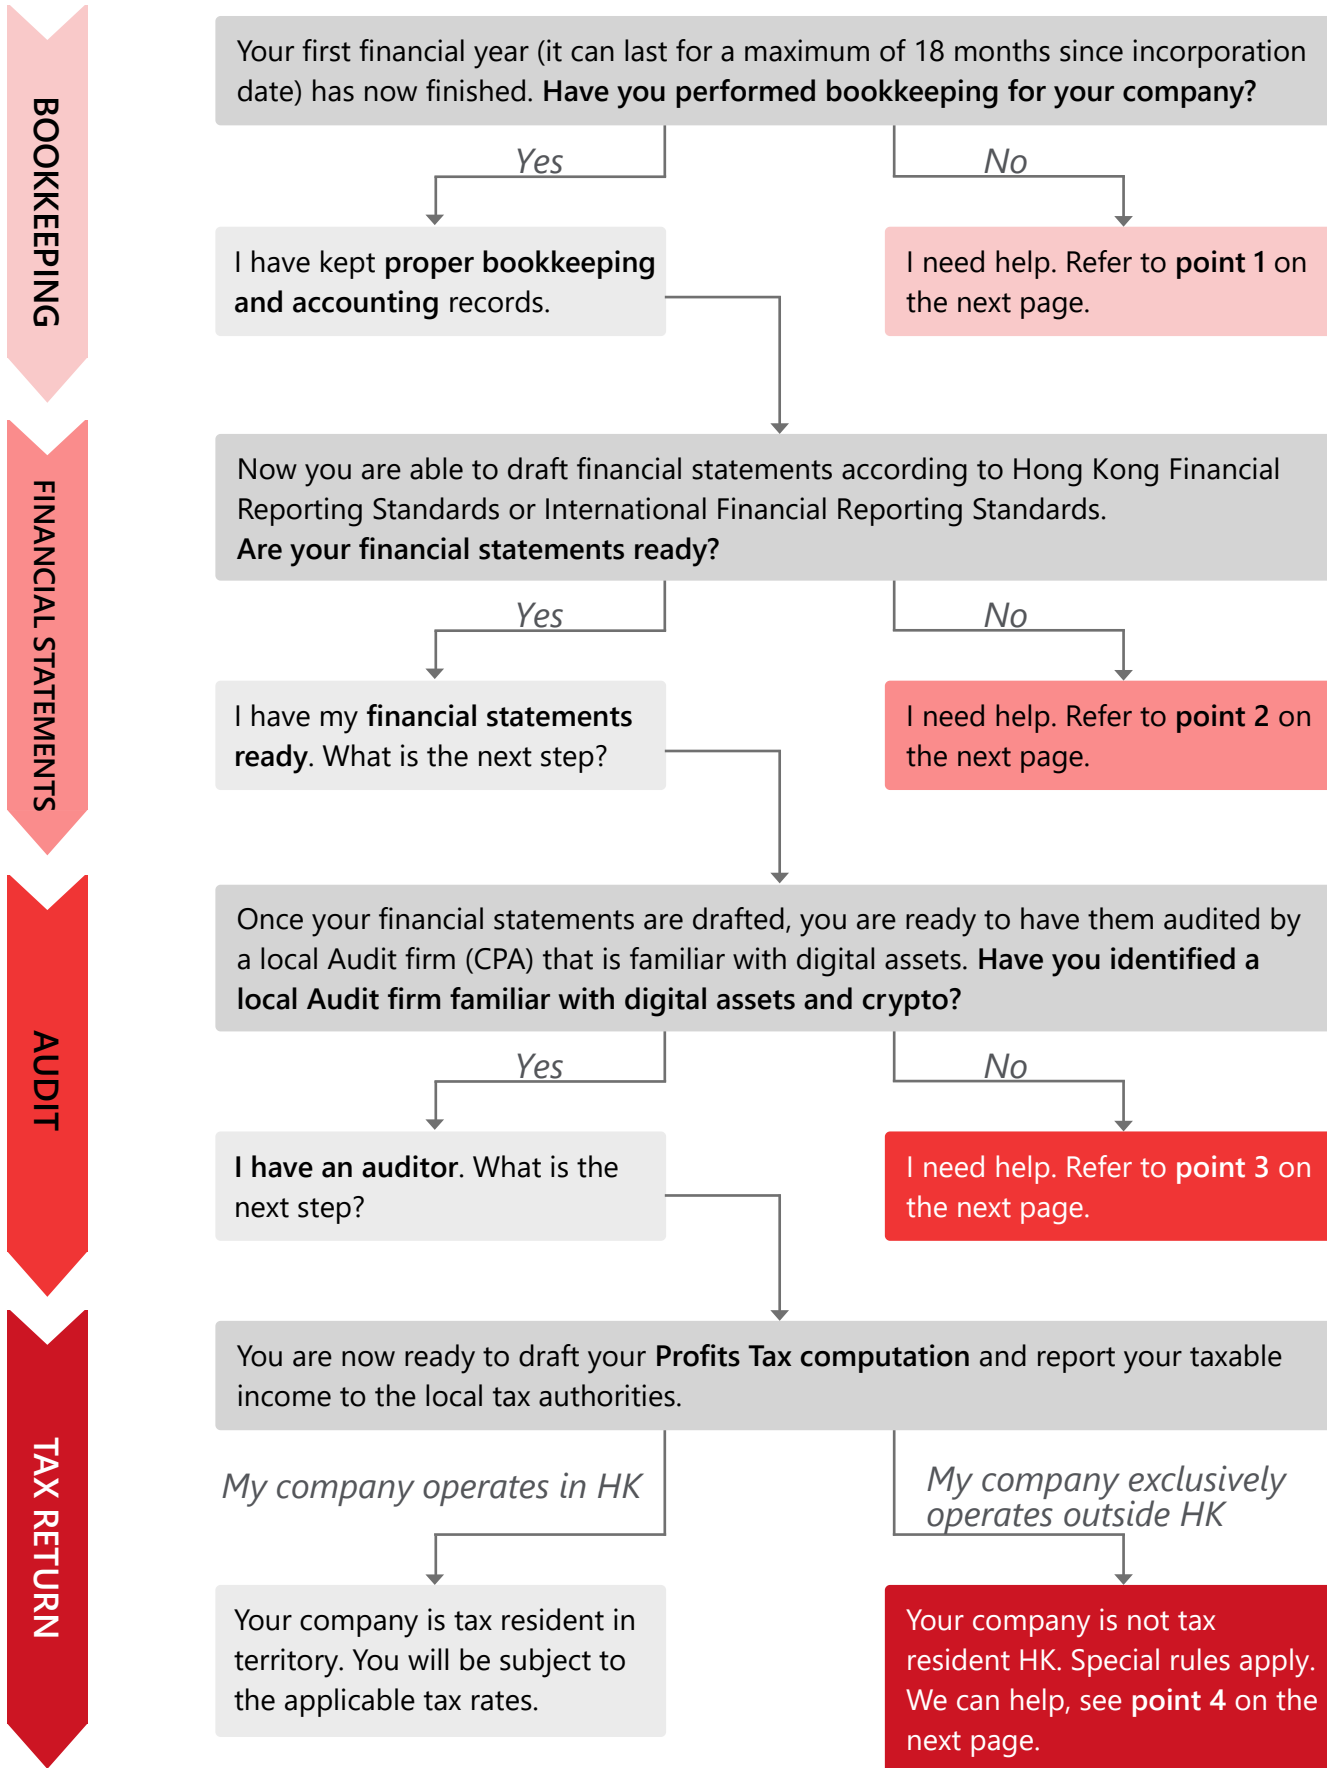 BOOKKEEPING
Your first financial year (it can last for a maximum of 18 months since incorporation
date) has now finished. Have you performed bookkeeping for your company?
Yes
No
I have kept proper bookkeeping
and accounting records.
I need help. Refer to point 1 on
the next page.
FINANCIAL STATEMENTS
Now you are able to draft financial statements according to Hong Kong Financial
Reporting Standards or International Financial Reporting Standards.
Are your financial statements ready?
Yes
No
I have my financial statements
ready. What is the next step?
I need help. Refer to point 2 on
the next page.
AUDIT
Once your financial statements are drafted, you are ready to have them audited by
a local Audit firm (CPA) that is familiar with digital assets. Have you identified a
local Audit firm familiar with digital assets and crypto?
Yes
No
I have an auditor. What is the
next step?
I need help. Refer to point 3 on
the next page.
TAX RETURN
You are now ready to draft your Profits Tax computation and report your taxable
income to the local tax authorities.
My company operates in HK
My company exclusively
operates outside HK
Your company is tax resident in
territory. You will be subject to
the applicable tax rates.
Your company is not tax
resident HK. Special rules apply.
We can help, see point 4 on the
next page.